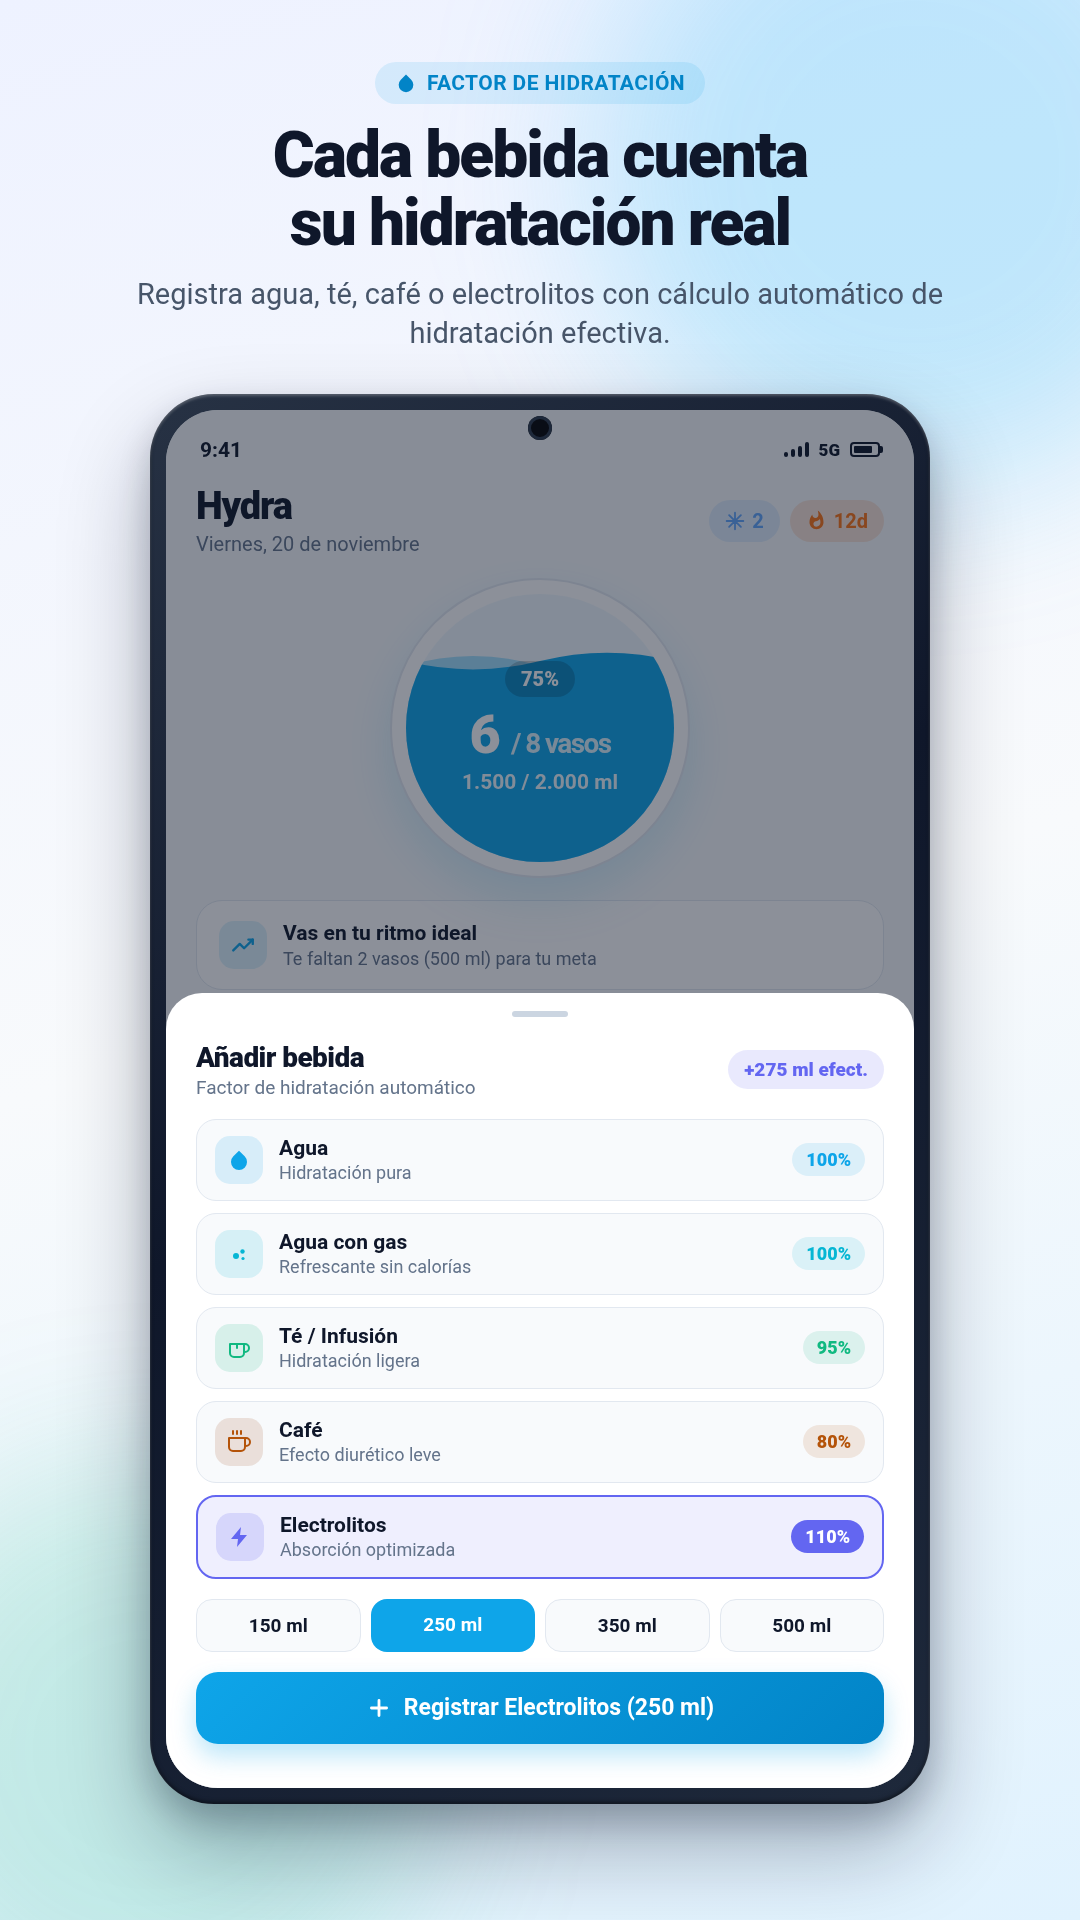 FACTOR DE HIDRATACIÓN
Cada bebida cuenta
su hidratación real
Registra agua, té, café o electrolitos con cálculo automático de
hidratación efectiva.
9:41
5G
Hydra
2
12d
Viernes, 20 de noviembre
75%
6 / 8 vasos
1.500 / 2.000 ml
Vas en tu ritmo ideal
Te faltan 2 vasos (500 ml) para tu meta
Añadir bebida
Factor de hidratación automático
+275 ml efect.
Agua
Hidratación pura
100%
Agua con gas
Refrescante sin calorías
100%
Té / Infusión
Hidratación ligera
95%
Café
Efecto diurético leve
80%
Electrolitos
Absorción optimizada
110%
150 ml
250 ml
350 ml
500 ml
+ Registrar Electrolitos (250 ml)